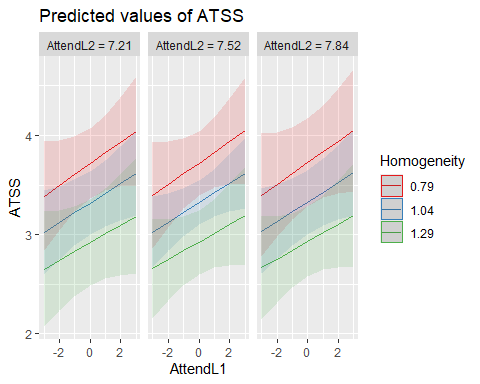 Predicted values of ATSS
AttendL2 = 7.21 AttendL2 = 7.52 AttendL2 = 7.84
ATSS
4
3
2
-2 0 2 -2 0 2 -2 0 2
AttendL1
Homogeneity
0.79
1.04
1.29